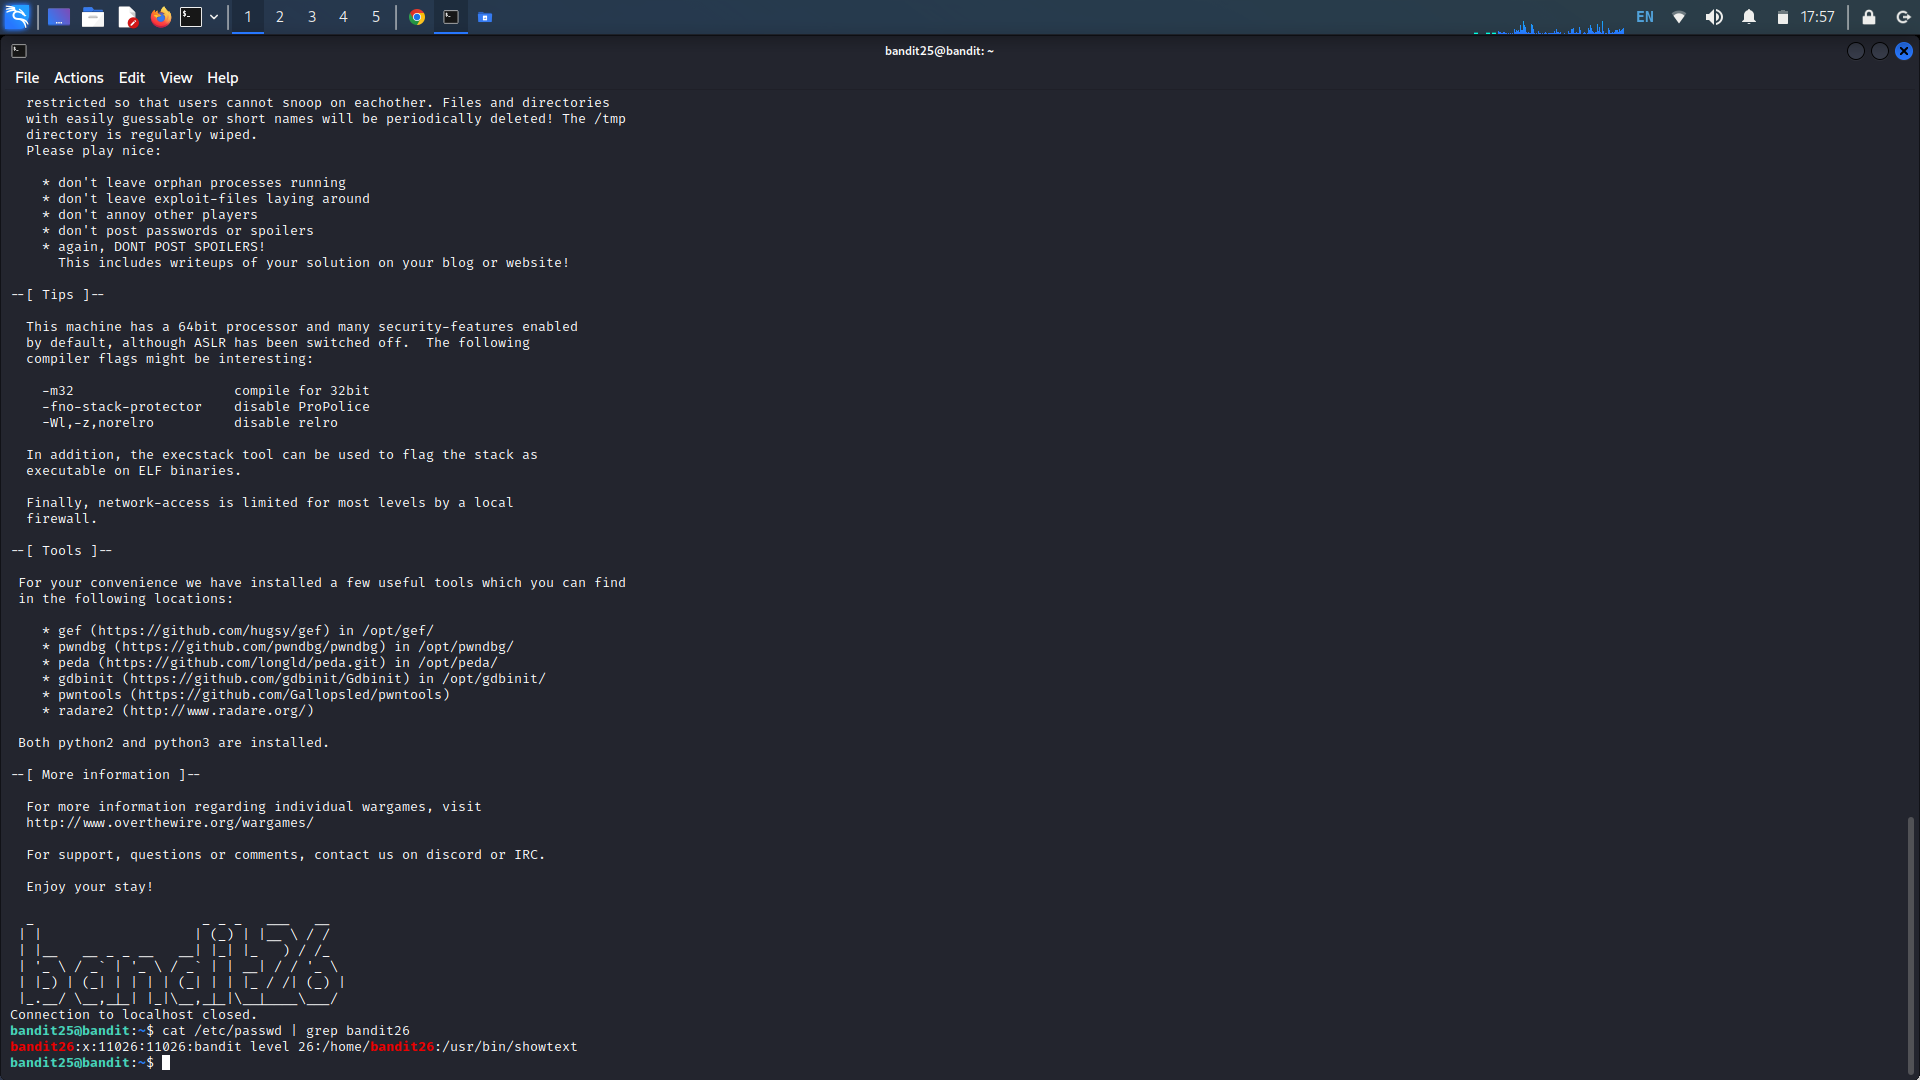 1 2 3 4 5 EN 17:57
bandit25@bandit: ~
File Actions Edit View Help
restricted so that users cannot snoop on eachother. Files and directories
with easily guessable or short names will be periodically deleted! The /tmp
directory is regularly wiped.
Please play nice:
* don't leave orphan processes running
* don't leave exploit-files laying around
* don't annoy other players
* don't post passwords or spoilers
* again, DONT POST SPOILERS!
This includes writeups of your solution on your blog or website!
--[ Tips ]--
This machine has a 64bit processor and many security-features enabled
by default, although ASLR has been switched off.  The following
compiler flags might be interesting:
-m32                    compile for 32bit
-fno-stack-protector    disable ProPolice
-Wl,-z,norelro          disable relro
In addition, the execstack tool can be used to flag the stack as
executable on ELF binaries.
Finally, network-access is limited for most levels by a local
firewall.
--[ Tools ]--
For your convenience we have installed a few useful tools which you can find
in the following locations:
* gef (https://github.com/hugsy/gef) in /opt/gef/
* pwndbg (https://github.com/pwndbg/pwndbg) in /opt/pwndbg/
* peda (https://github.com/longld/peda.git) in /opt/peda/
* gdbinit (https://github.com/gdbinit/Gdbinit) in /opt/gdbinit/
* pwntools (https://github.com/Gallopsled/pwntools)
* radare2 (http://www.radare.org/)
Both python2 and python3 are installed.
--[ More information ]--
For more information regarding individual wargames, visit
http://www.overthewire.org/wargames/
For support, questions or comments, contact us on discord or IRC.
Enjoy your stay!
bandit26
Connection to localhost closed.
bandit25@bandit:~$ cat /etc/passwd | grep bandit26
bandit26:x:11026:11026:bandit level 26:/home/bandit26:/usr/bin/showtext
bandit25@bandit:~$